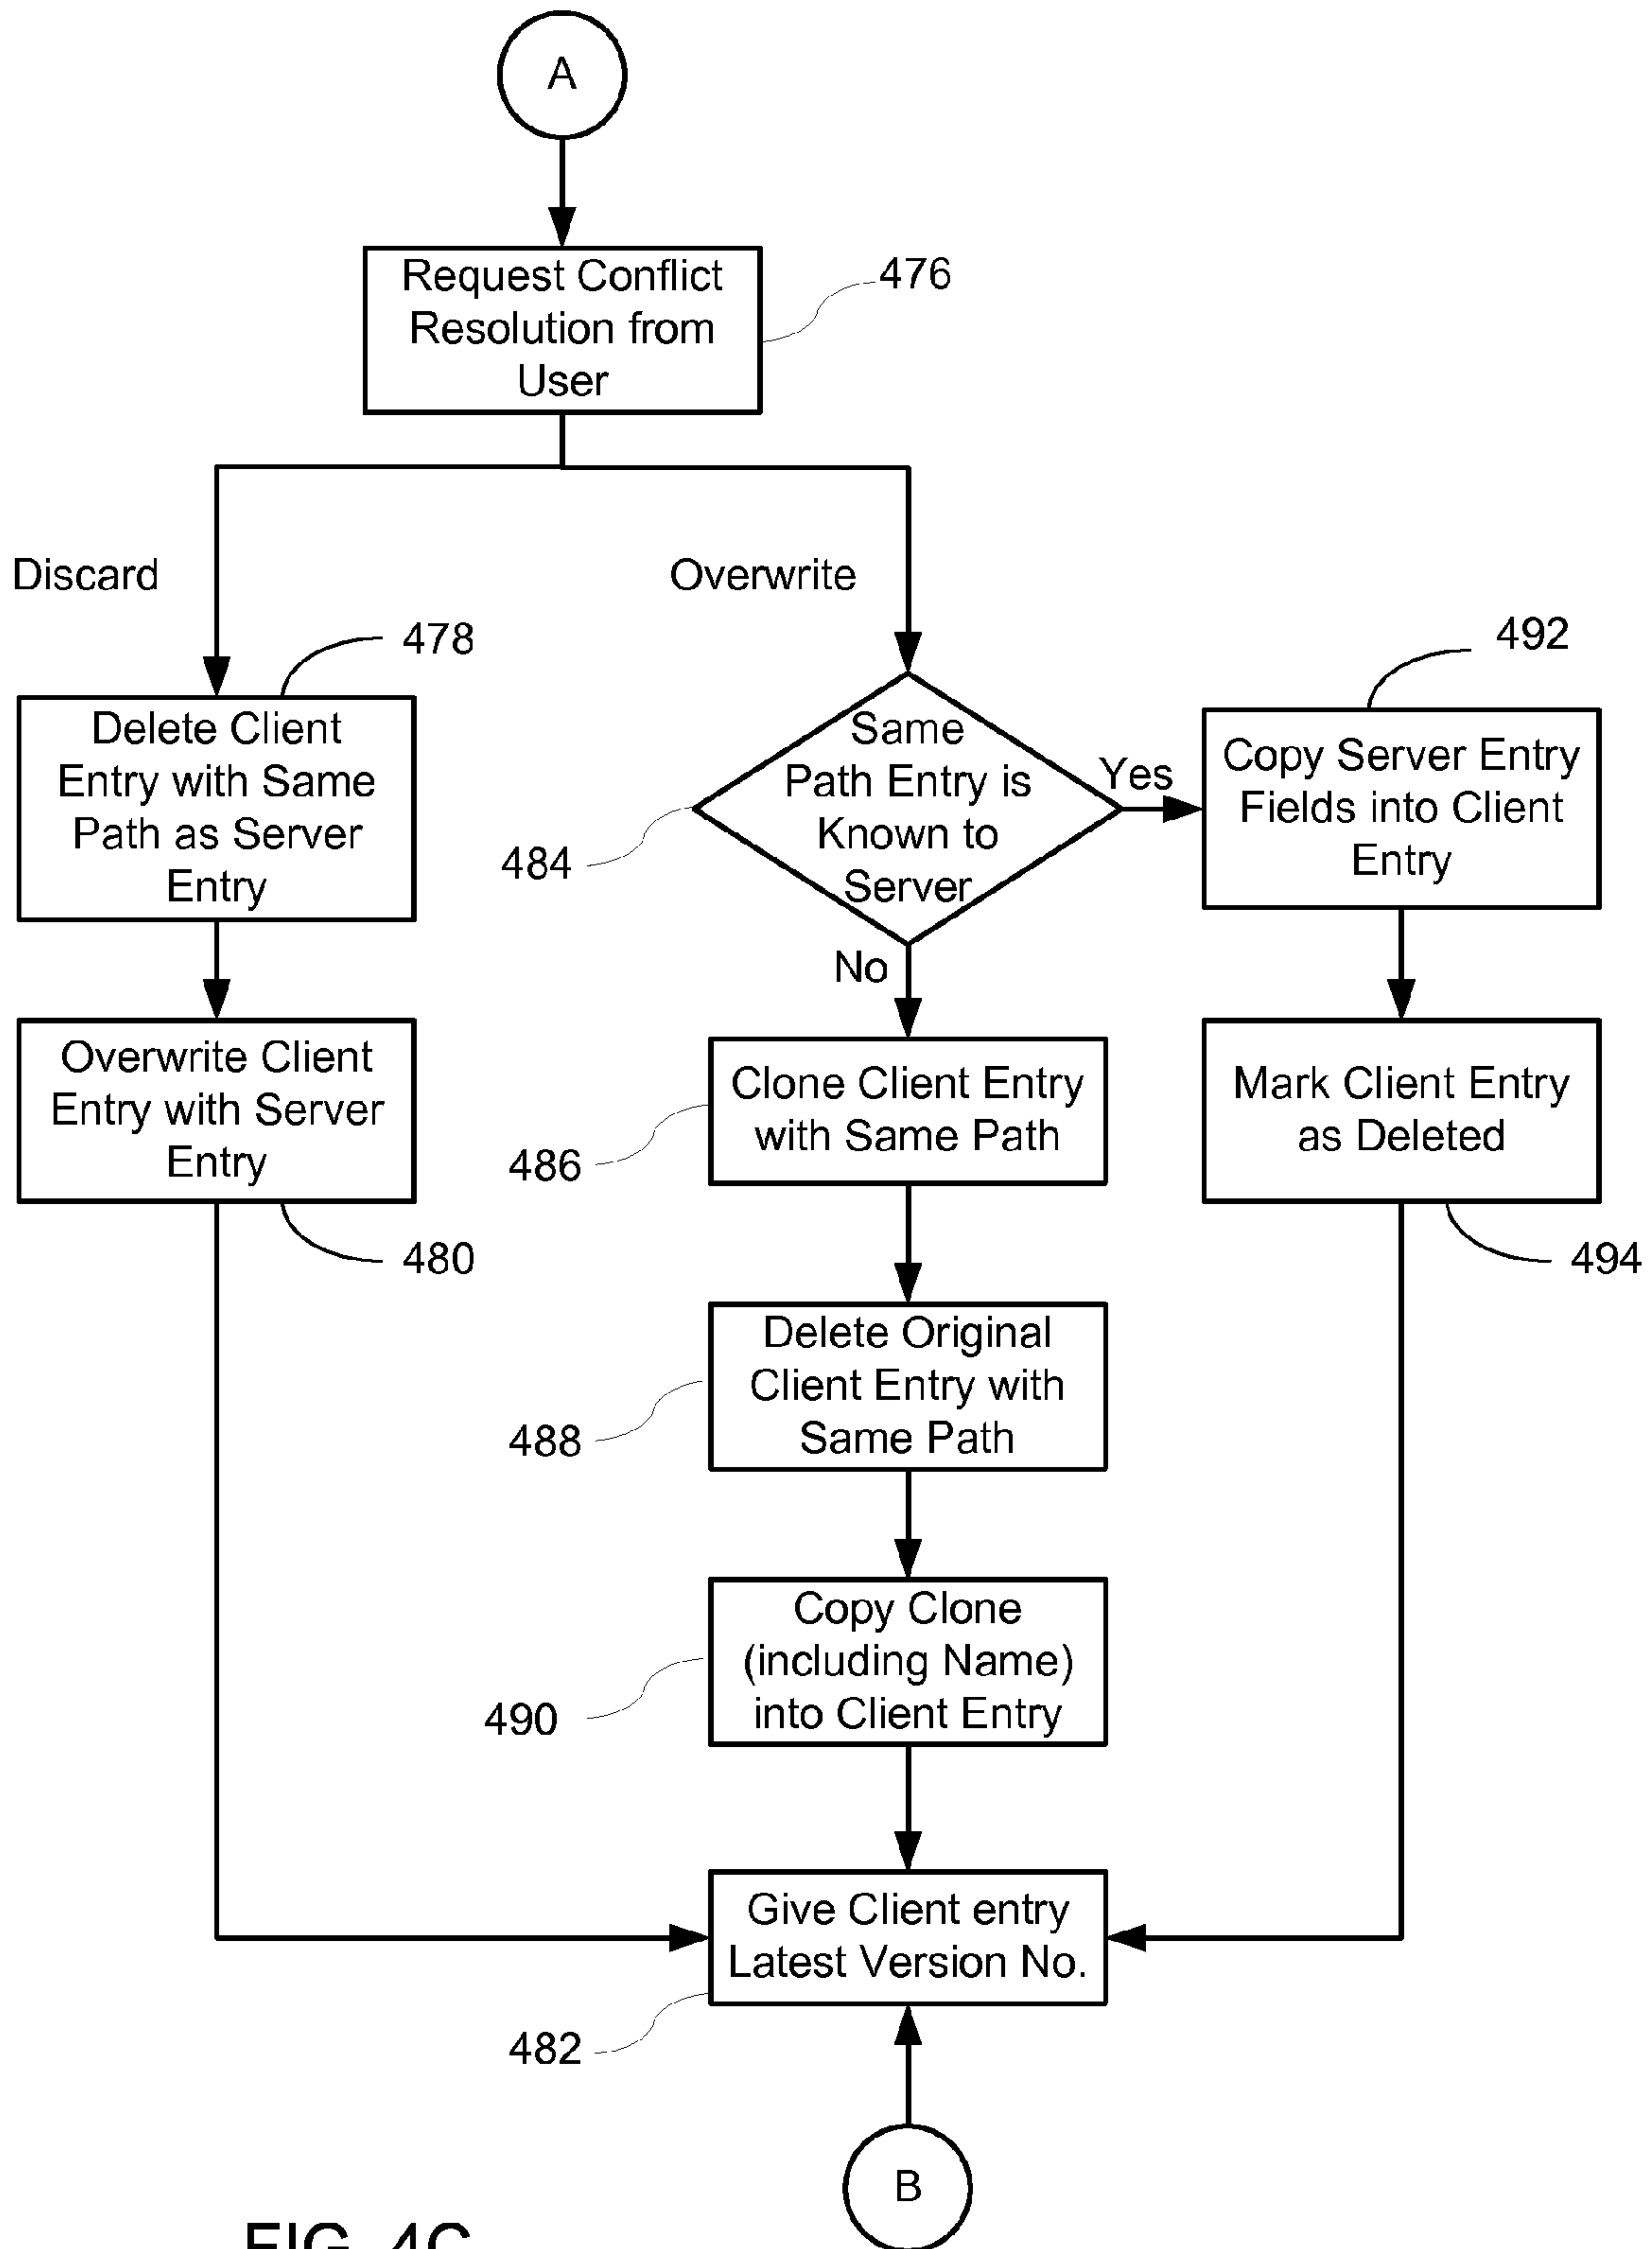 A
Request Conflict
Resolution from
User
476
Discard
Overwrite
478
492
Delete Client
Entry with Same
Path as Server
Entry
Same
Path Entry is
Known to
Server
484
Yes
Copy Server Entry
Fields into Client
Entry
No
Overwrite Client
Entry with Server
Entry
480
Clone Client Entry
with Same Path
486
Mark Client Entry
as Deleted
494
Delete Original
Client Entry with
Same Path
488
Copy Clone
(including Name)
into Client Entry
490
Give Client entry
Latest Version No.
482
B
FIG. 4C